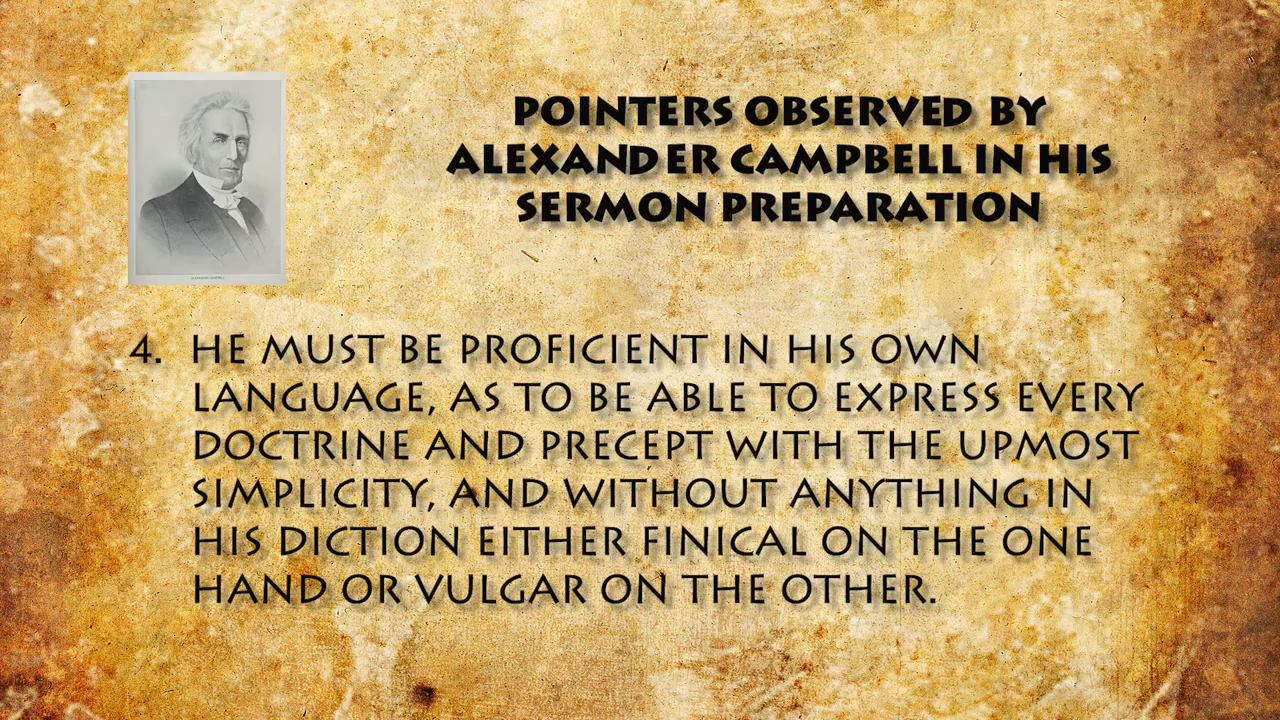 POINTERS OBSERVED BY
ALEXANDER CAMPBELL IN HIS
SERMON PREPARATION
ALEXANDER CAMPBELL
4. HE MUST BE PROFICIENT IN HIS OWN
LANGUAGE, AS TO BE ABLE TO EXPRESS EVERY
DOCTRINE AND PRECEPT WITH THE UPMOST
SIMPLICITY, AND WITHOUT ANYTHING IN
HIS DICTION EITHER FINICAL ON THE ONE
HAND OR VULGAR ON THE OTHER.